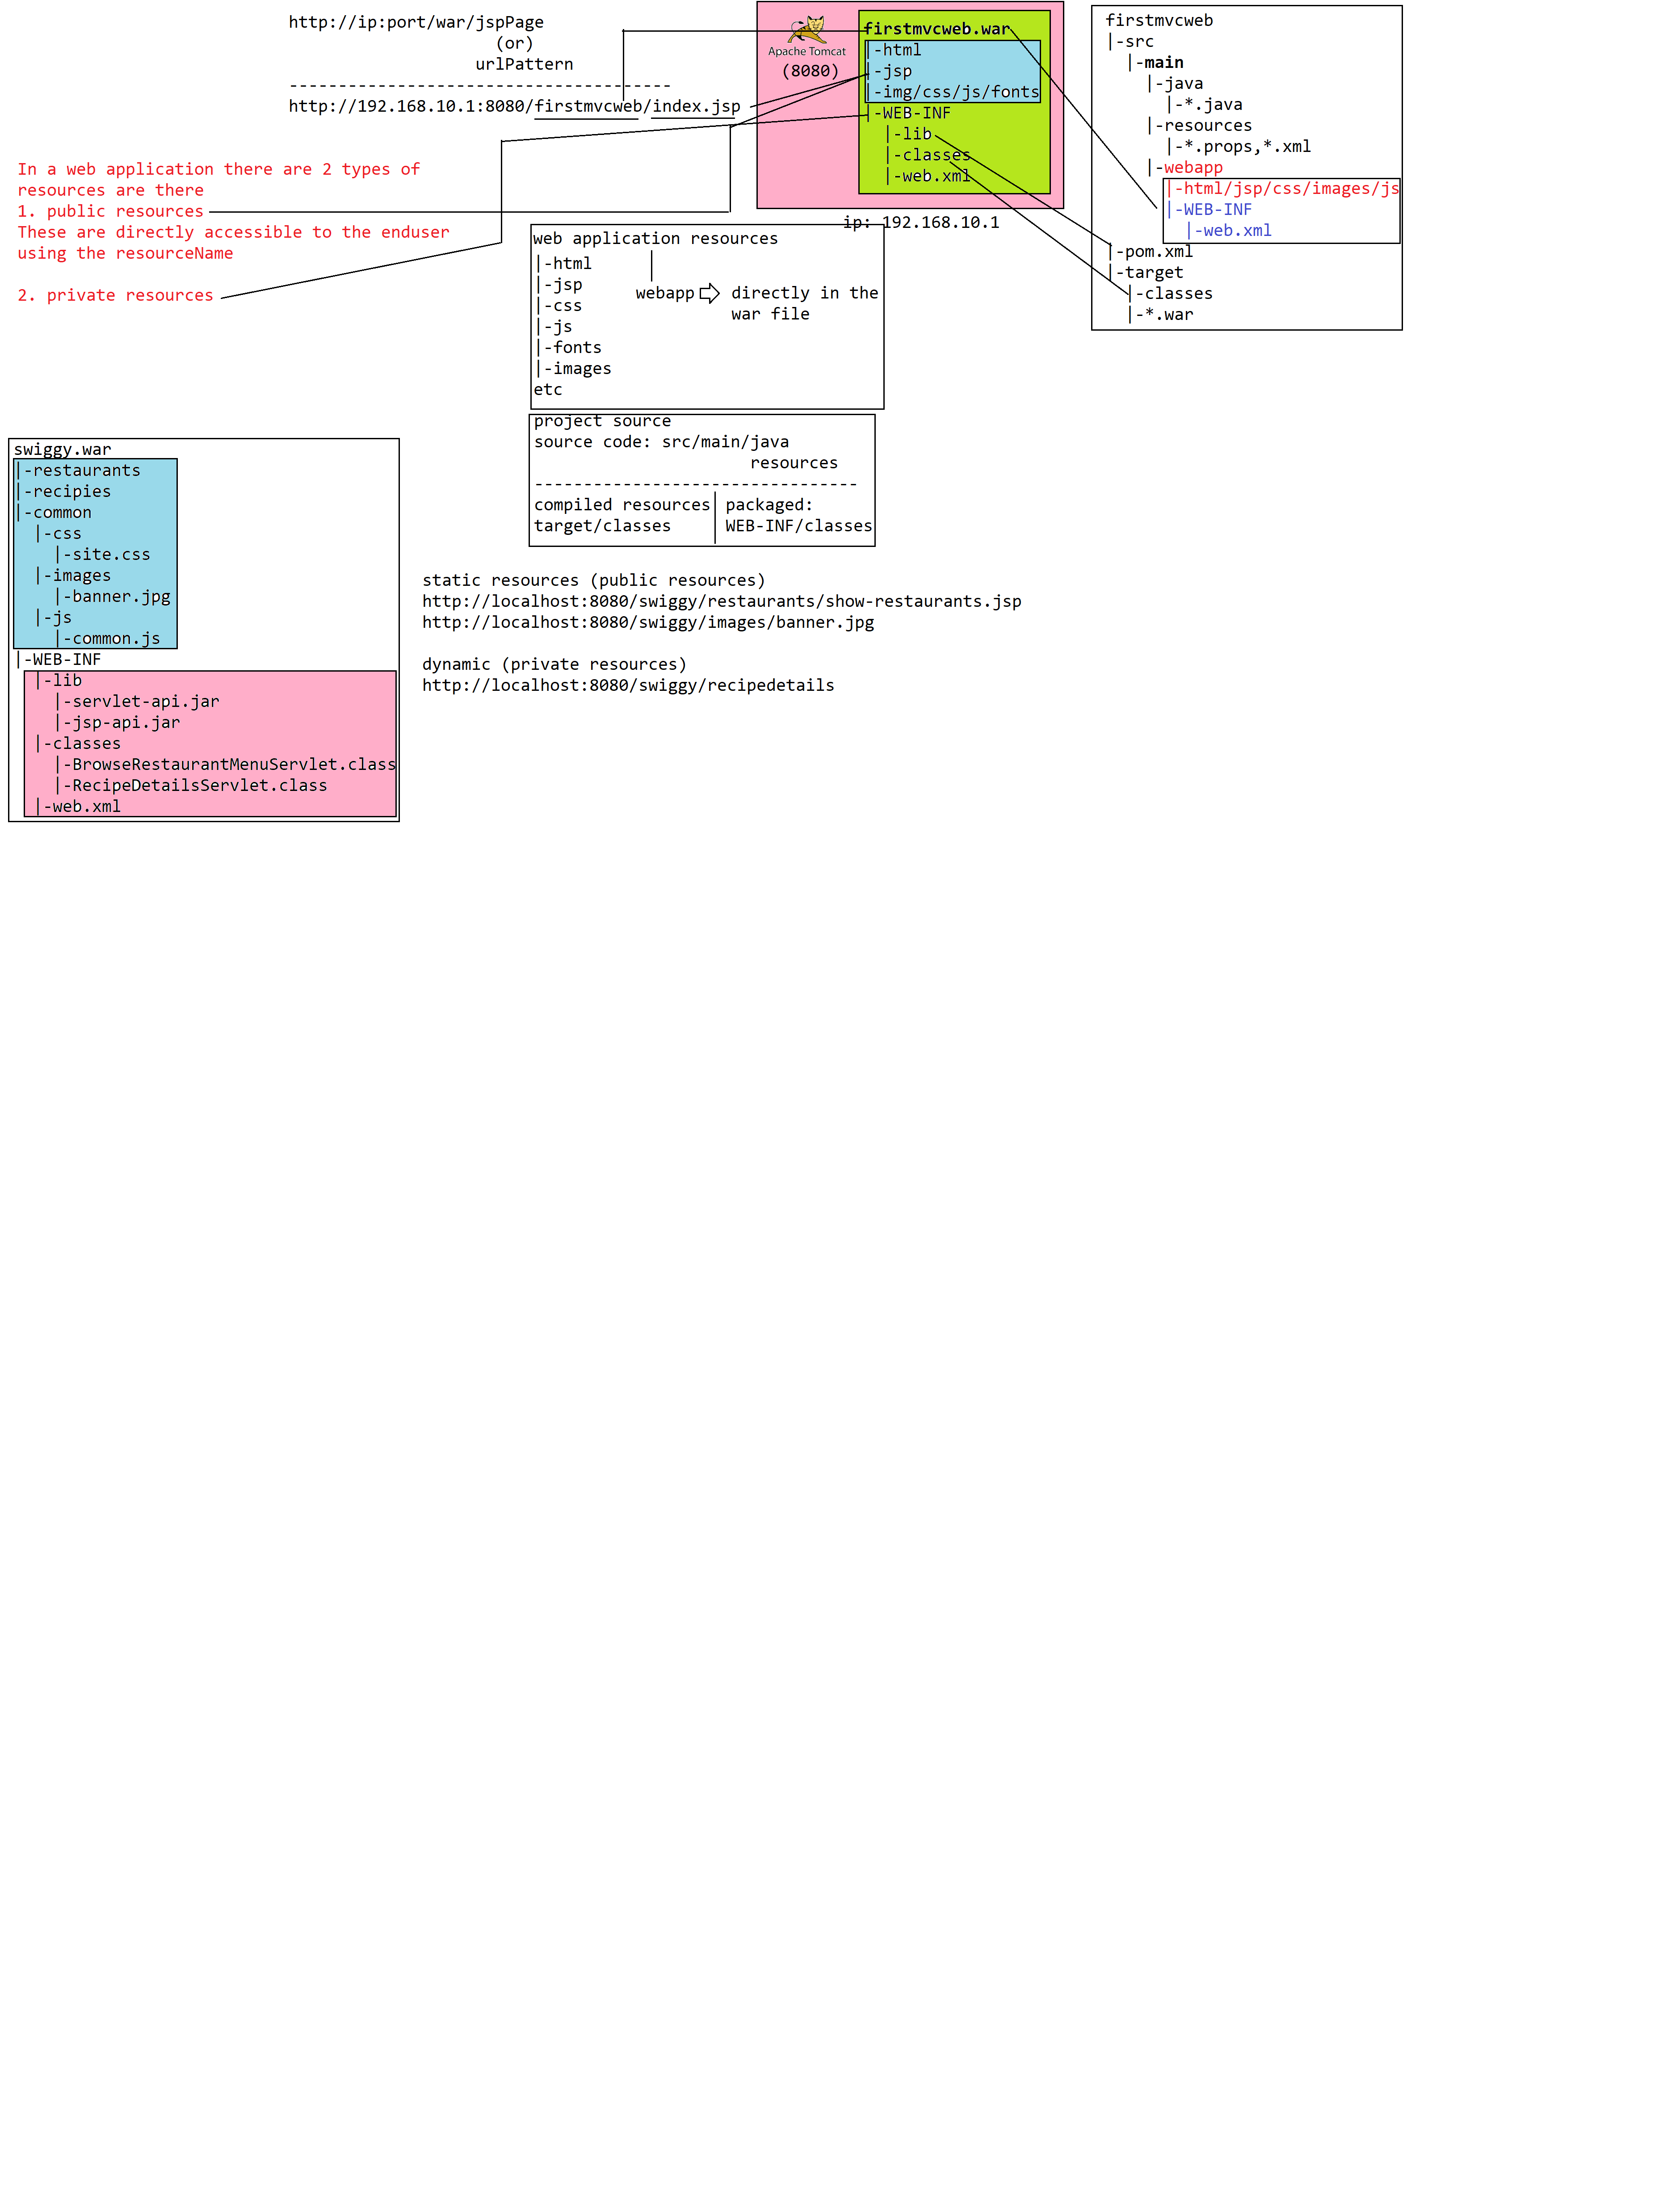 http://ip:port/war/jspPage
(or)
urlPattern
---------------------------------------
http://192.168.10.1:8080/firstmvcweb/index.jsp
Apache Tomcat
(8080)
firstmvcweb.war
|-html
|-jsp
|-img/css/js/fonts
|-WEB-INF
|-lib
|-classes
|-web.xml
ip: 192.168.10.1
firstmvcweb
|-src
|-main
|-java
|-*.java
|-resources
|-*.props,*.xml
|-webapp
|-html/jsp/css/images/js
|-WEB-INF
|-web.xml
|-pom.xml
|-target
|-classes
|-*.war
In a web application there are 2 types of
resources are there
1. public resources
These are directly accessible to the enduser
using the resourceName
2. private resources
web application resources
|-html
|-jsp
|-css
|-js
|-fonts
|-images
etc
webapp
directly in the
war file
project source
source code: src/main/java
resources
---------------------------------
compiled resources
target/classes
packaged:
WEB-INF/classes
swiggy.war
|-restaurants
|-recipies
|-common
|-css
|-site.css
|-images
|-banner.jpg
|-js
|-common.js
|-WEB-INF
|-lib
|-servlet-api.jar
|-jsp-api.jar
|-classes
|-BrowseRestaurantMenuServlet.class
|-RecipeDetailsServlet.class
|-web.xml
static resources (public resources)
http://localhost:8080/swiggy/restaurants/show-restaurants.jsp
http://localhost:8080/swiggy/images/banner.jpg
dynamic (private resources)
http://localhost:8080/swiggy/recipedetails